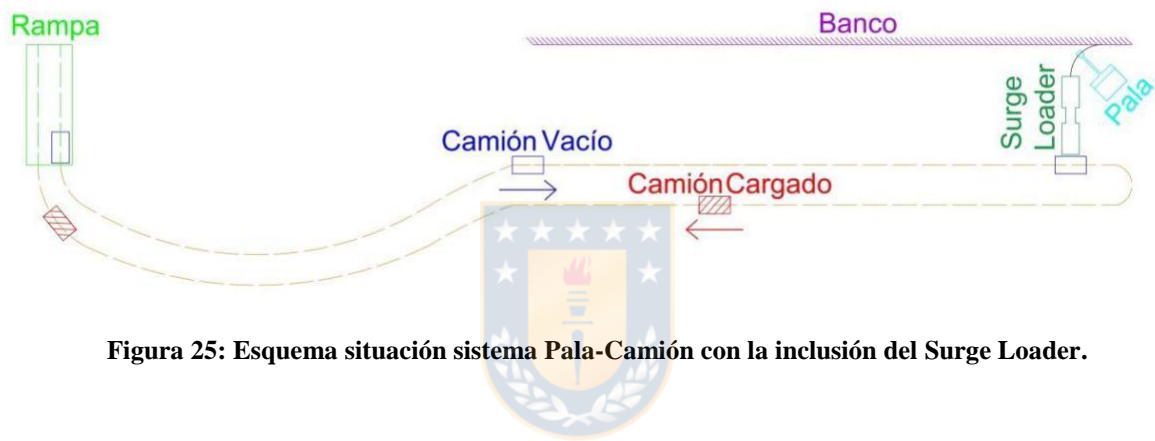 Rampa
Banco
Surge
Loader
Pala
Camión Vacío
Camión Cargado
Figura 25: Esquema situación sistema Pala-Camión con la inclusión del Surge Loader.